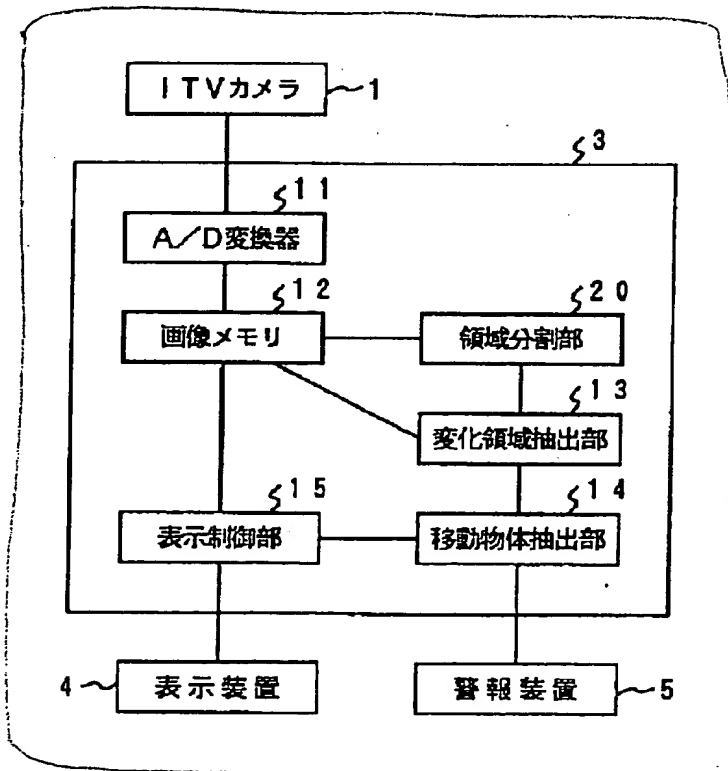 ITVカメラ 1
3
11
A/D変換器
12
画像メモリ
20
領域分割部
13
変化領域抽出部
15
表示制御部
14
移動物体抽出部
4 表示装置
警報装置 5